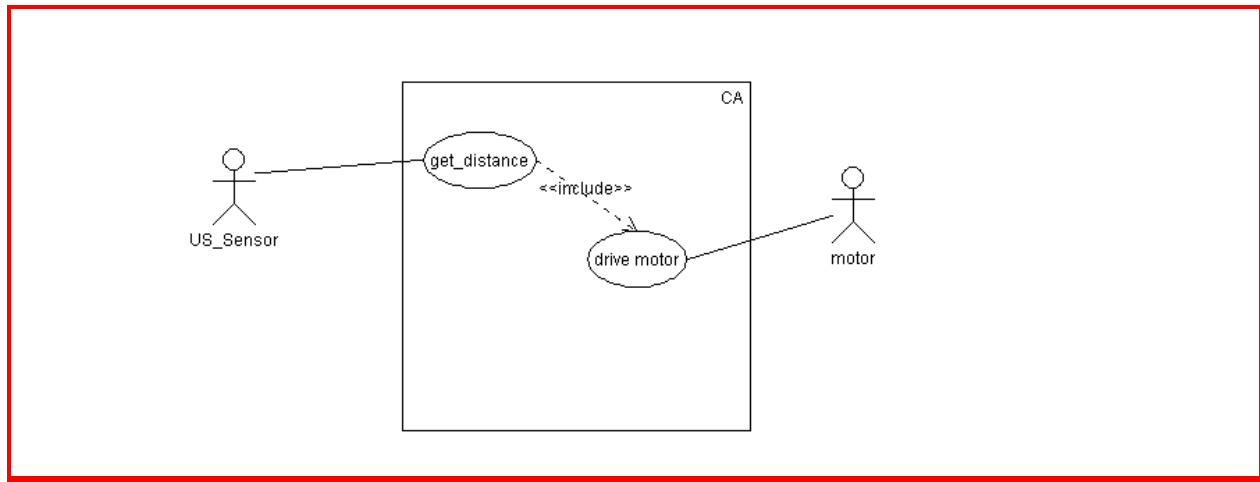 CA
get_distance
<<include>>
US_Sensor
drive motor
motor